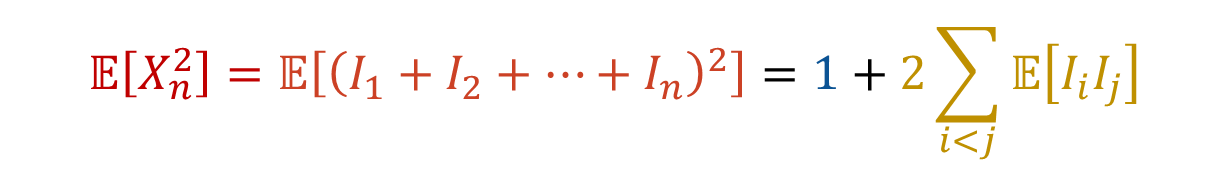 𝔼[X_n^2] = 𝔼[(I_1 + I_2 + ⋯ + I_n)^2] = 1 + 2 ∑_{i<j} 𝔼[I_i I_j]